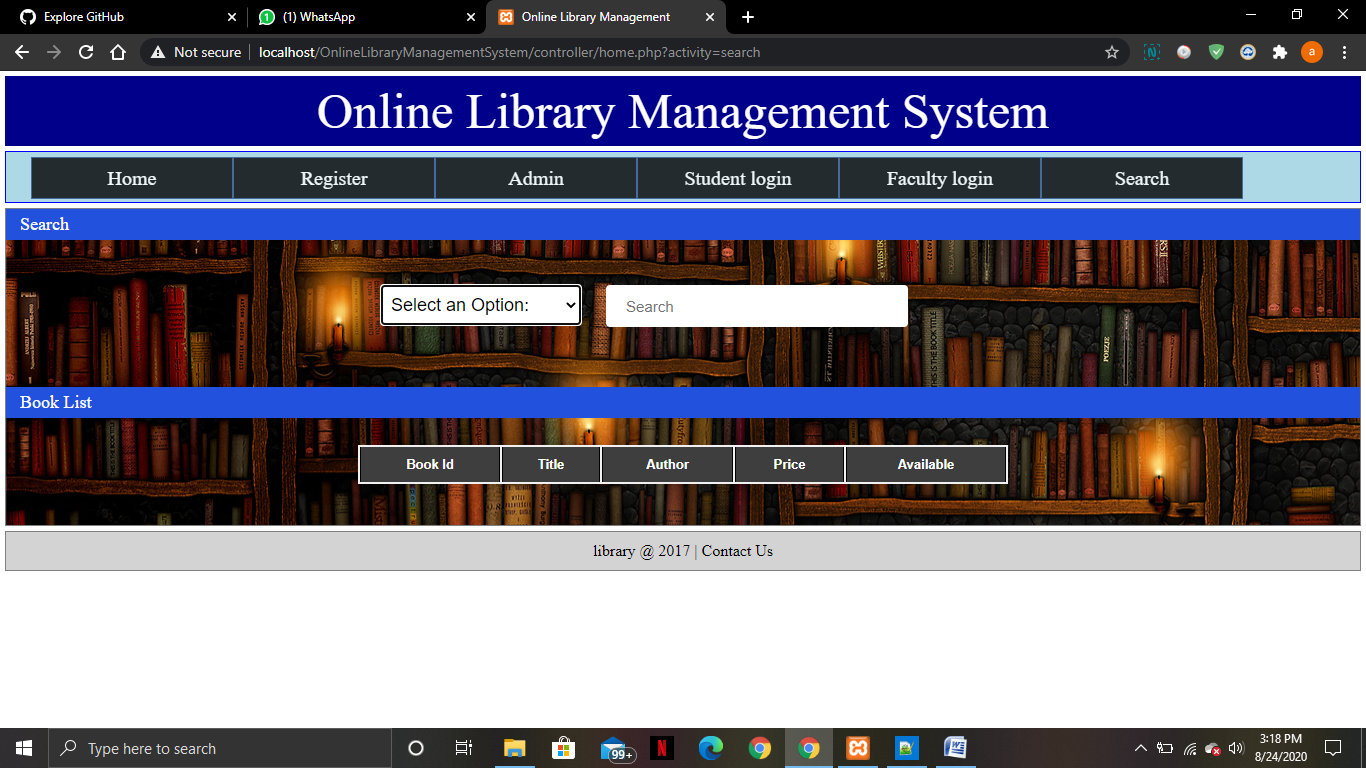 Explore GitHub
(1) WhatsApp
Online Library Management
Not secure
localhost/OnlineLibraryManagementSystem/controller/home.php?activity=search
a
Online Library Management System
Home Register Admin Student login Faculty login Search
Search
Select an Option: Search
Book List
Book Id Title Author Price Available
library @ 2017 | Contact Us
Type here to search
99+
3:18 PM
8/24/2020